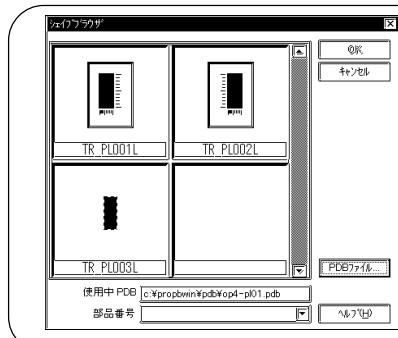 ｼｪｲﾌﾟﾌﾞﾗｳｻﾞ
OK
ｷｬﾝｾﾙ
TR_PL001L
TR_PL002L
TR_PL003L
PDBﾌｧｲﾙ...
使用中 PDB
c:¥propbwin¥pdb¥op4-pl01.pdb
部品番号
ﾍﾙﾌﾟ(H)